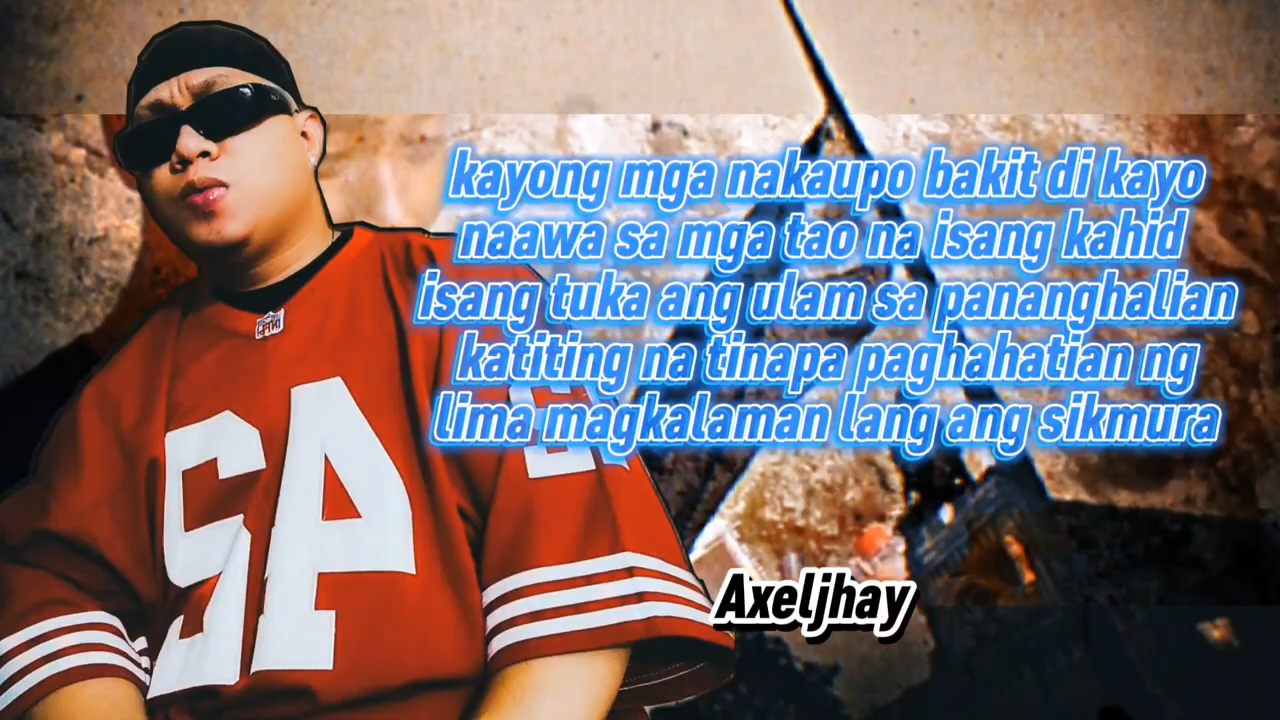 kayong mga nakaupo bakit di kayo
naawa sa mga tao na isang kahid
isang tuka ang ulam sa pananghalian
katiting na tinapa paghahatian ng
lima magkalaman lang ang sikmura
Axeljhay
SA